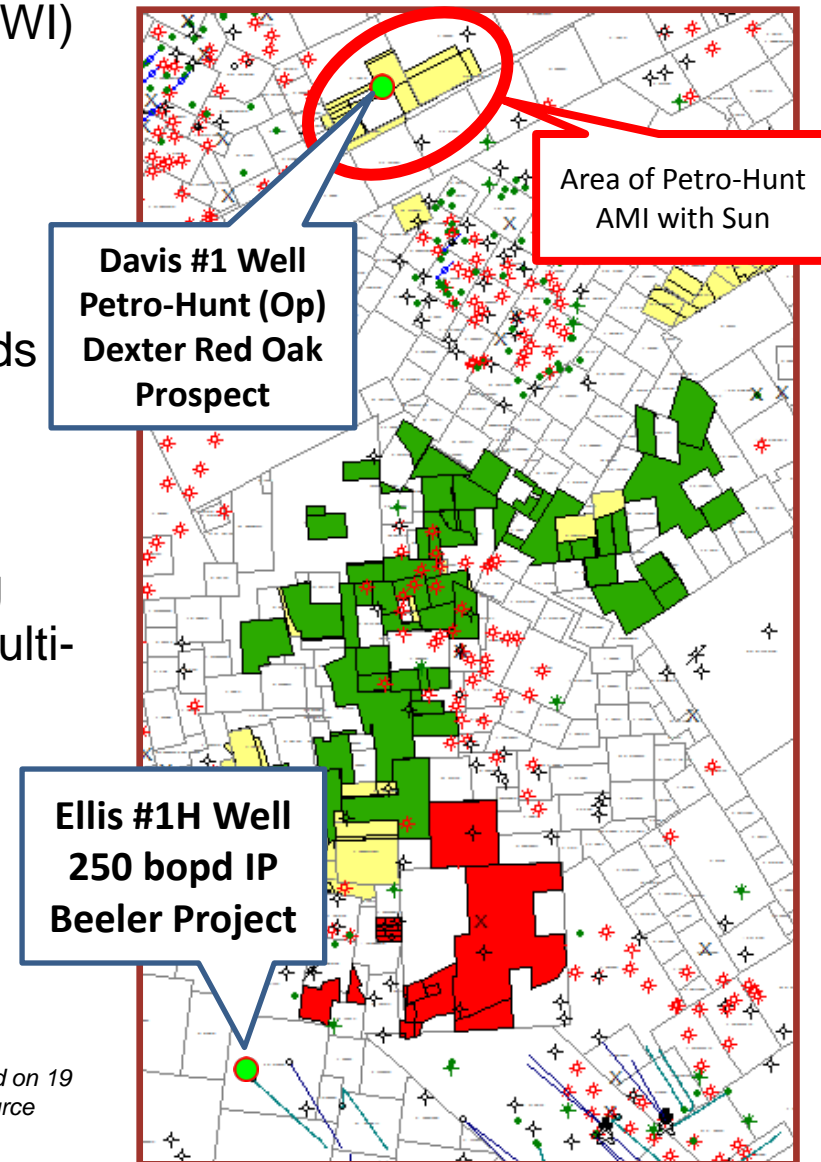 WI)
Area of Petro-Hunt
AMI with Sun
Davis #1 Well
Petro-Hunt (Op)
Dexter Red Oak
Prospect
ds
g
ulti-
Ellis #1H Well
250 bopd IP
Beeler Project
d on 19
urce